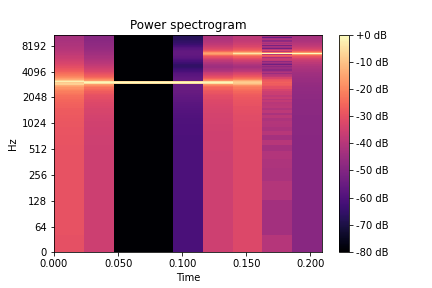 Power spectrogram
8192
4096
2048
1024
512
256
128
64
0
Hz
0.000 0.050 0.100 0.150 0.200
Time
+0 dB
-10 dB
-20 dB
-30 dB
-40 dB
-50 dB
-60 dB
-70 dB
-80 dB